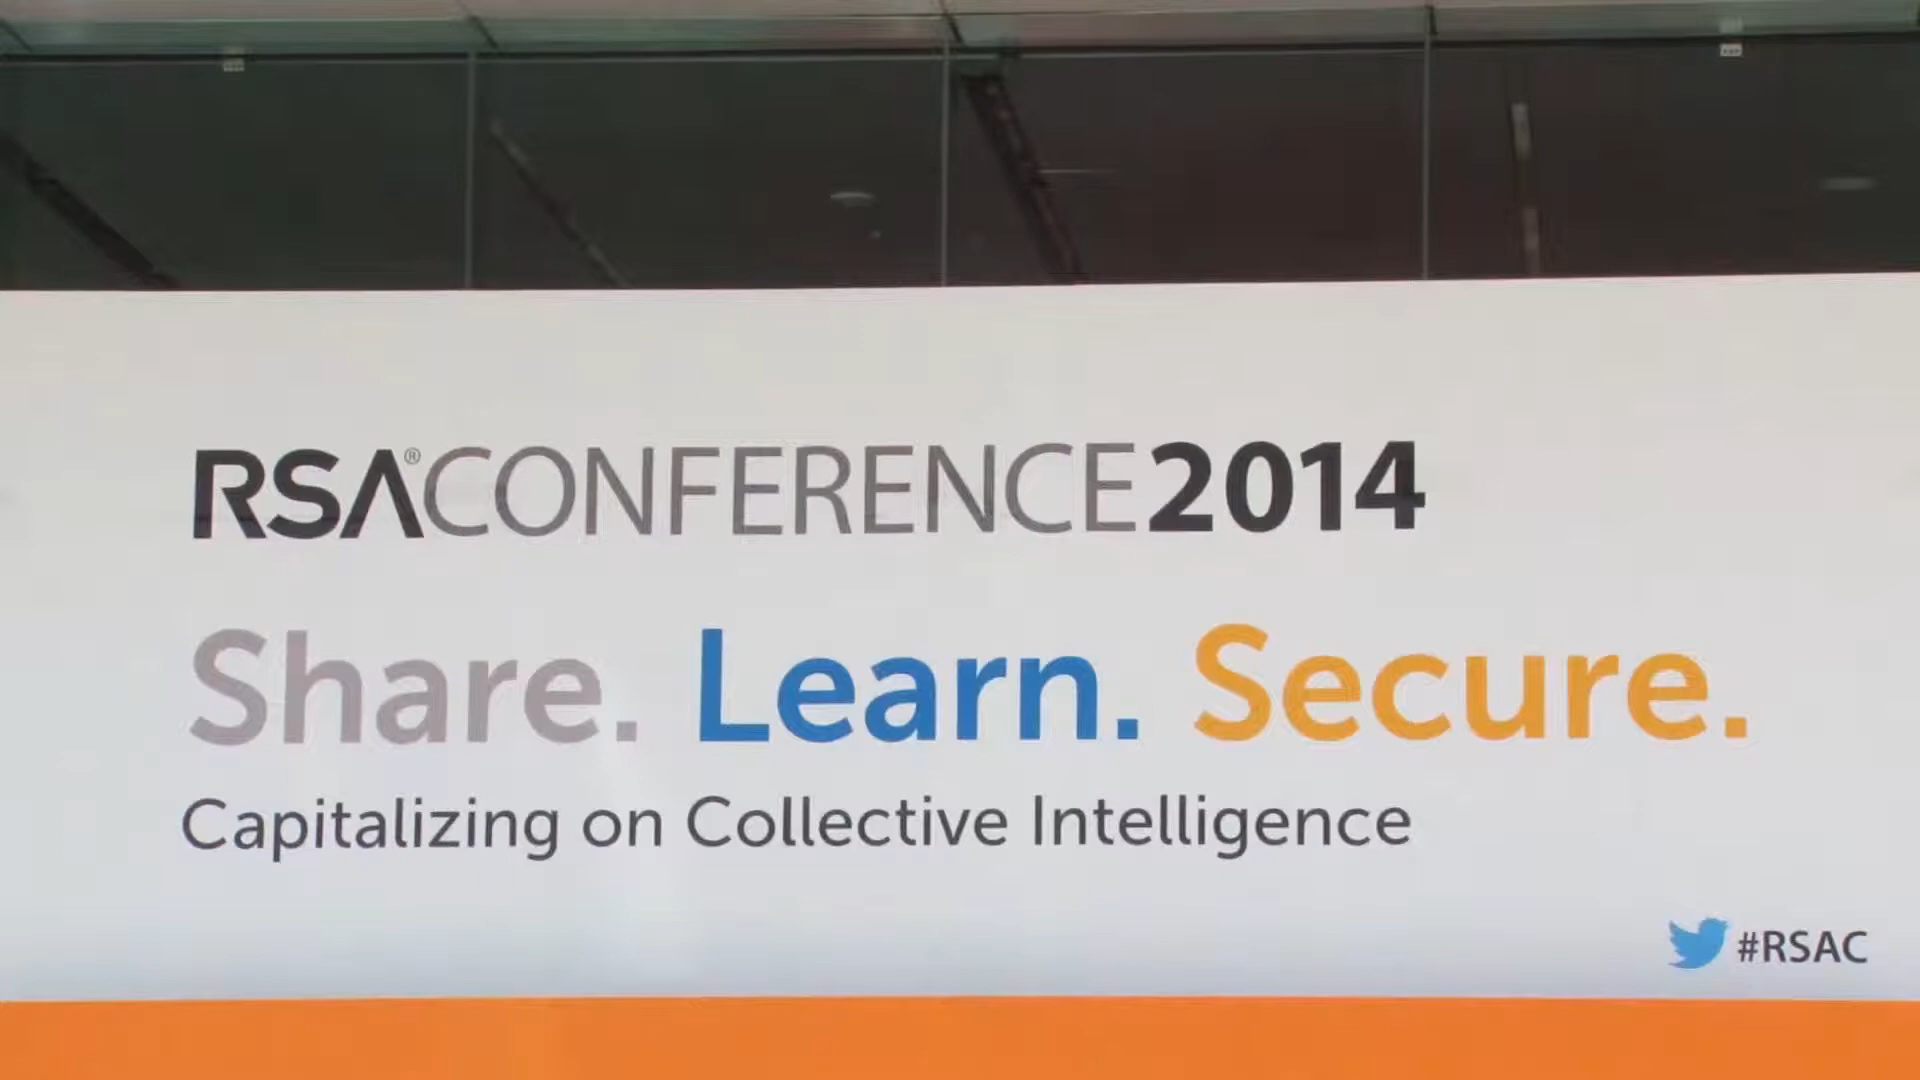 RSA®CONFERENCE2014
Share. Learn. Secure.
Capitalizing on Collective Intelligence
#RSAC